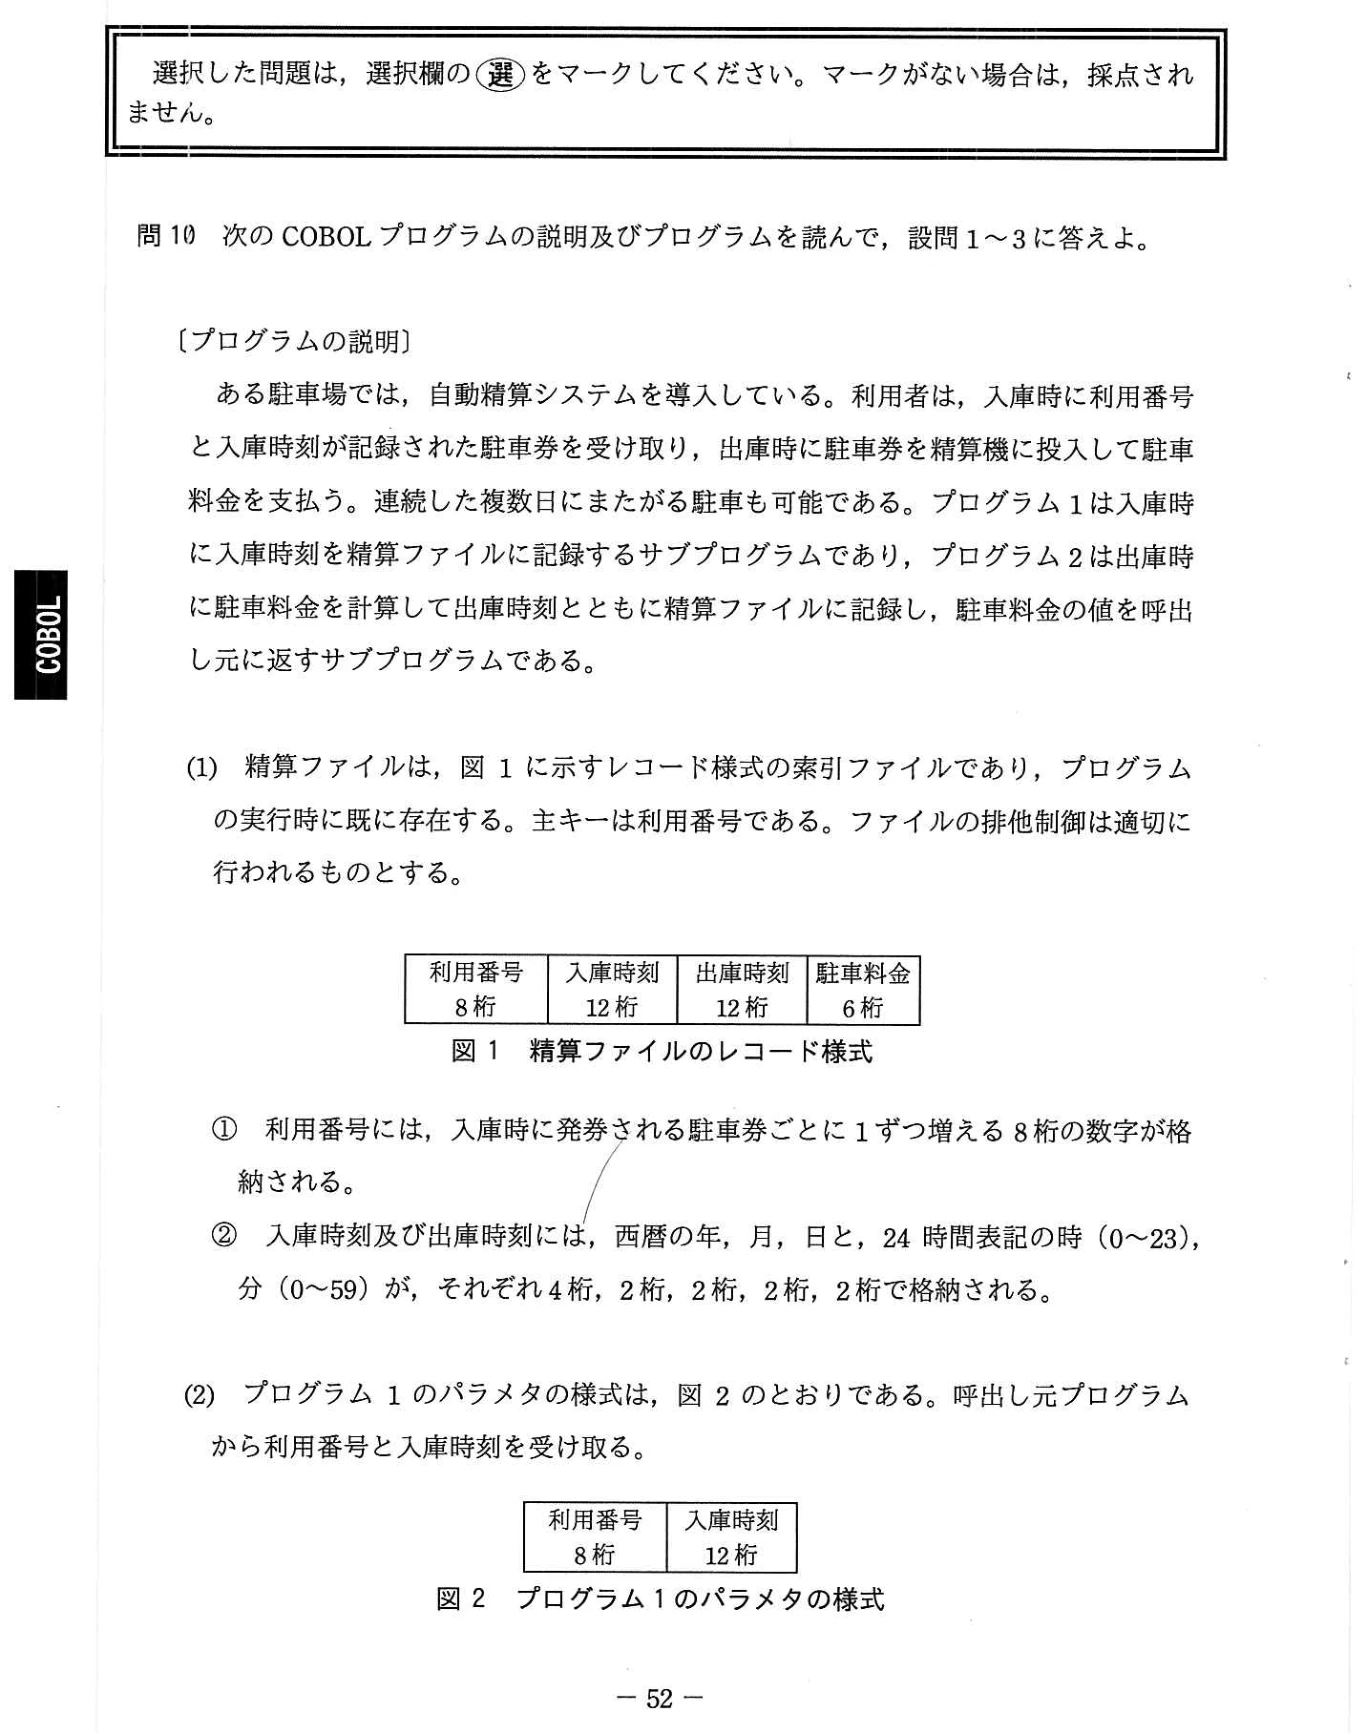 選択した問題は，選択欄の㊟をマークしてください。マークがない場合は，採点され
ません。
問10　次の COBOL プログラムの説明及びプログラムを読んで，設問 1～3 に答えよ。
〔プログラムの説明〕
ある駐車場では，自動精算システムを導入している。利用者は，入庫時に利用番号
と入庫時刻が記録された駐車券を受け取り，出庫時に駐車券を精算機に投入して駐車
料金を支払う。連続した複数日にまたがる駐車も可能である。プログラム 1 は入庫時
に入庫時刻を精算ファイルに記録するサブプログラムであり，プログラム 2 は出庫時
COBOL
に駐車料金を計算して出庫時刻とともに精算ファイルに記録し，駐車料金の値を呼出
し元に返すサブプログラムである。
(1)　精算ファイルは，図 1 に示すレコード様式の索引ファイルであり，プログラム
の実行時に既に存在する。主キーは利用番号である。ファイルの排他制御は適切に
行われるものとする。
利用番号 入庫時刻 出庫時刻 駐車料金
8 桁 12 桁 12 桁 6 桁
図 1　精算ファイルのレコード様式
①　利用番号には，入庫時に発券される駐車券ごとに 1 ずつ増える 8 桁の数字が格
納される。
②　入庫時刻及び出庫時刻には，西暦の年，月，日と，24 時間表記の時（0～23），
分（0～59）が，それぞれ 4 桁，2 桁，2 桁，2 桁，2 桁で格納される。
(2)　プログラム 1 のパラメタの様式は，図 2 のとおりである。呼出し元プログラム
から利用番号と入庫時刻を受け取る。
利用番号 入庫時刻
8 桁 12 桁
図 2　プログラム 1 のパラメタの様式
－ 52 －